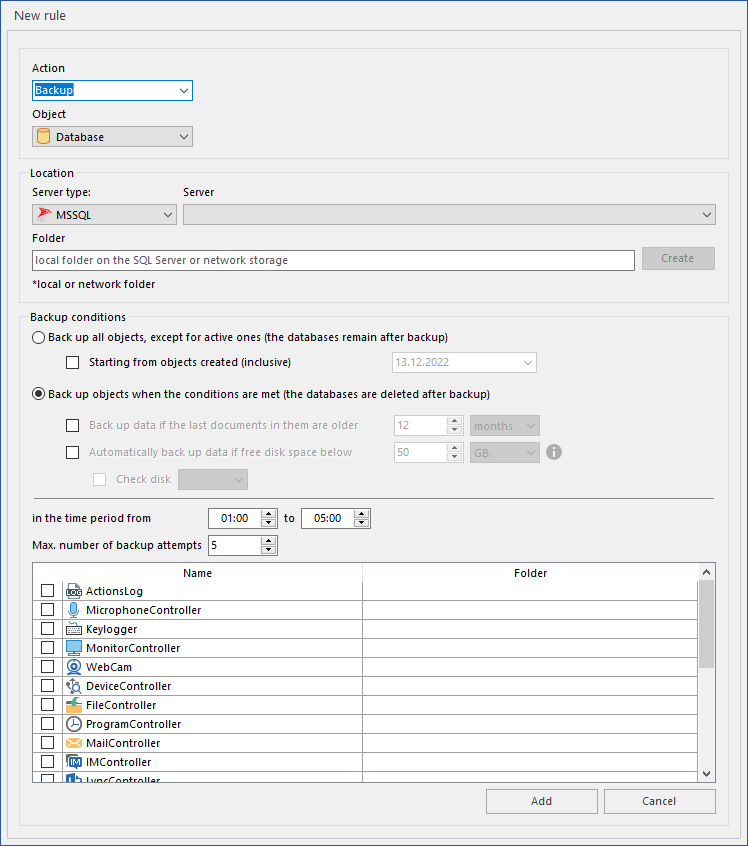 New rule
Action
Backup
Object
Database
Location
Server type:
Server
MSSQL
Folder
local folder on the SQL Server or network storage
Create
*local or network folder
Backup conditions
Back up all objects, except for active ones (the databases remain after backup)
Starting from objects created (inclusive)
13.12.2022
Back up objects when the conditions are met (the databases are deleted after backup)
Back up data if the last documents in them are older
12
months
Automatically back up data if free disk space below
50
GB.
Check disk
in the time period from
01:00
to
05:00
Max. number of backup attempts
5
Name
Folder
LOG
ActionsLog
MicrophoneController
Keylogger
MonitorController
WebCam
DeviceController
FileController
ProgramController
MailController
IM
IMController
LyncController
Add
Cancel